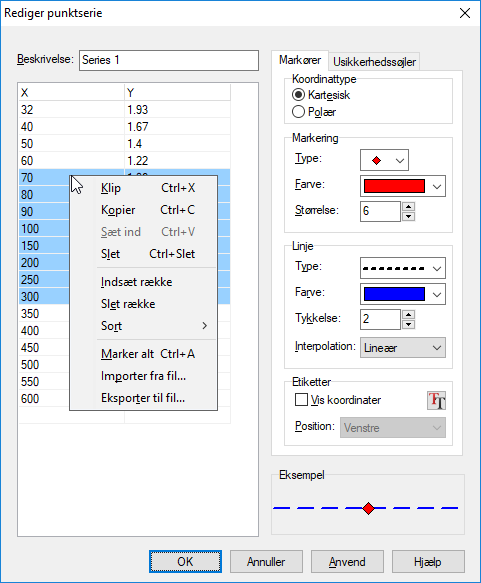 Rediger punktserie
Beskrivelse: Series 1
X Y
32 1.93
40 1.67
50 1.4
60 1.22
70
80
90
100
150
200
250
300
350
400
450
500
550
600
Klip Ctrl+X
Kopier Ctrl+C
Sæt ind Ctrl+V
Slet Ctrl+Slet
Indsæt række
Slet række
Sort
Marker alt Ctrl+A
Importer fra fil...
Eksporter til fil...
Markører Usikkerhedssøjler
Koordinattype
Kartesisk
Polær
Markering
Type:
Farve:
Størrelse: 6
Linje
Type:
Farve:
Tykkelse: 2
Interpolation: Lineær
Etiketter
Vis koordinater
Position: Venstre
Eksempel
OK Annuller Anvend Hjælp